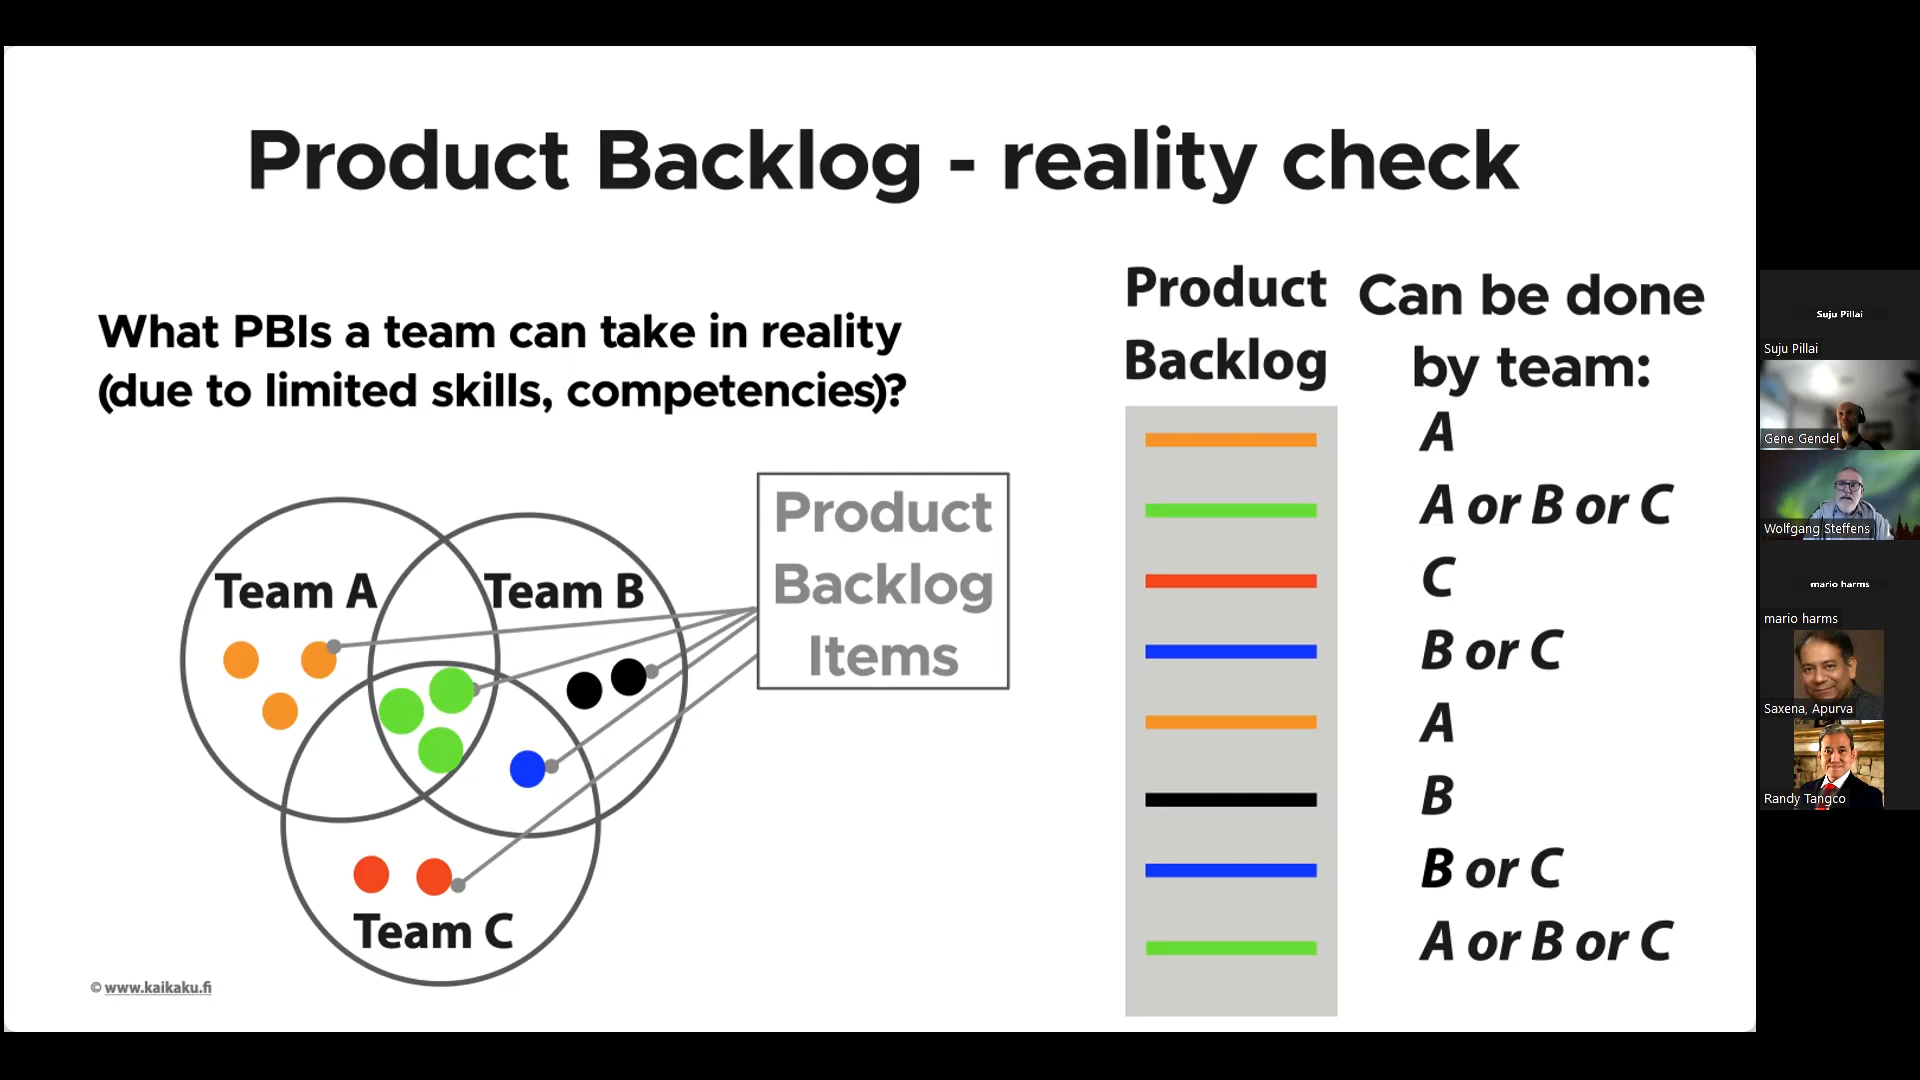 Product Backlog - reality check
What PBIs a team can take in reality
(due to limited skills, competencies)?
Team A
Team B
Team C
Product
Backlog
Items
© www.kaikaku.fi
Product
Backlog
Can be done
by team:
A
A or B or C
C
B or C
A
B
B or C
A or B or C
Suju Pillai
Suju Pillai
Gene Gendel
Wolfgang Steffens
mario harms
mario harms
Saxena, Apurva
Randy Tangco